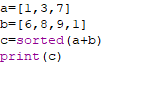 a=[1,3,7]
b=[6,8,9,1]
c=sorted(a+b)
print(c)